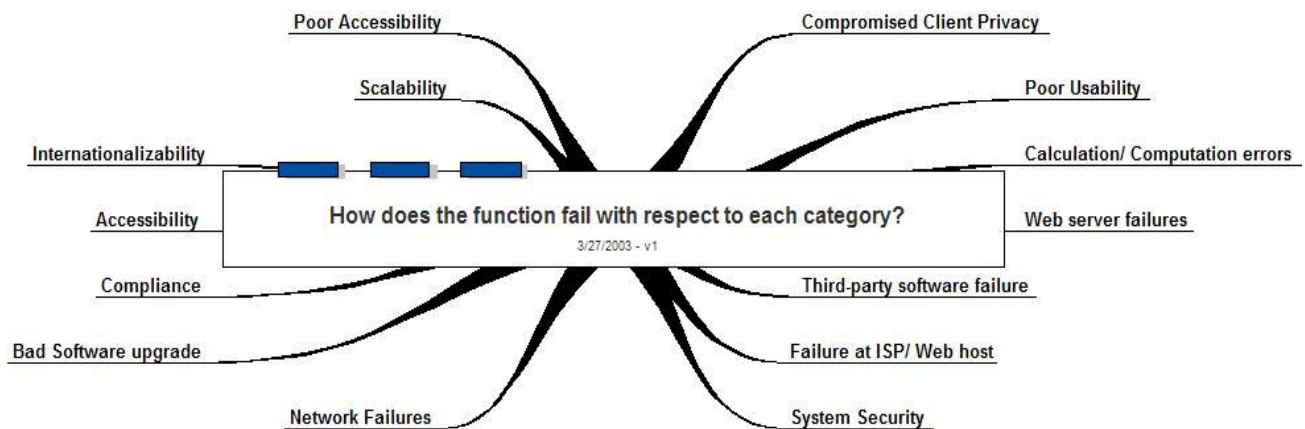 Poor Accessibility
Compromised Client Privacy
Scalability
Poor Usability
Internationalizability
Calculation/ Computation errors
How does the function fail with respect to each category?
3/27/2003 - v1
Accessibility
Web server failures
Compliance
Third-party software failure
Bad Software upgrade
Failure at ISP/ Web host
Network Failures
System Security